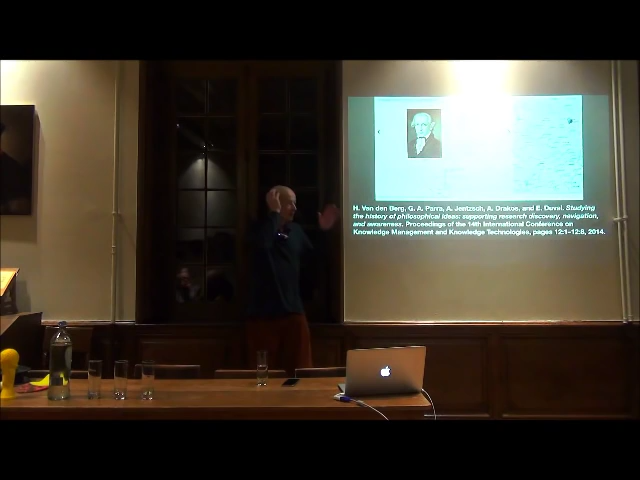 H. Van den Berg, G. A. Parra, A. Jentzsch, A. Drakos, and E. Duval. Studying
the history of philosophical ideas: supporting research discovery, navigation,
and awareness. Proceedings of the 14th International Conference on
Knowledge Management and Knowledge Technologies, pages 12:1–12:8, 2014.